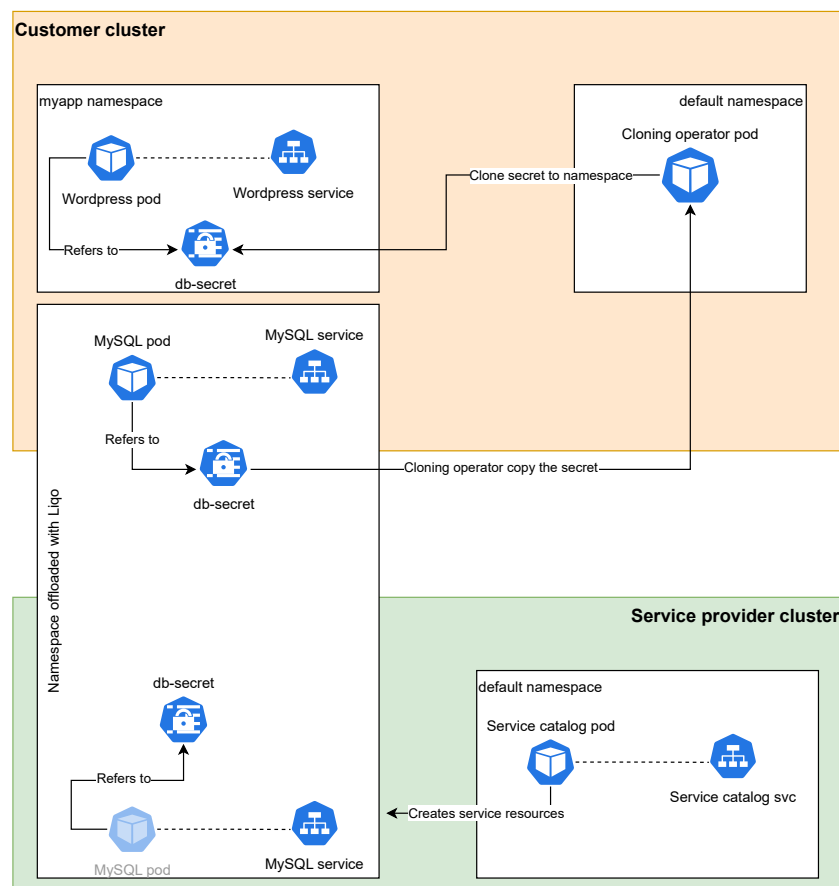 Customer cluster
myapp namespace
default namespace
Cloning operator pod
Clone secret to namespace
Wordpress pod
Wordpress service
Refers to
db-secret
MySQL pod
MySQL service
Refers to
Cloning operator copy the secret
db-secret
Namespace offloaded with Liqo
Service provider cluster
db-secret
default namespace
Service catalog pod
Refers to
Service catalog svc
Creates service resources
MySQL pod
MySQL service